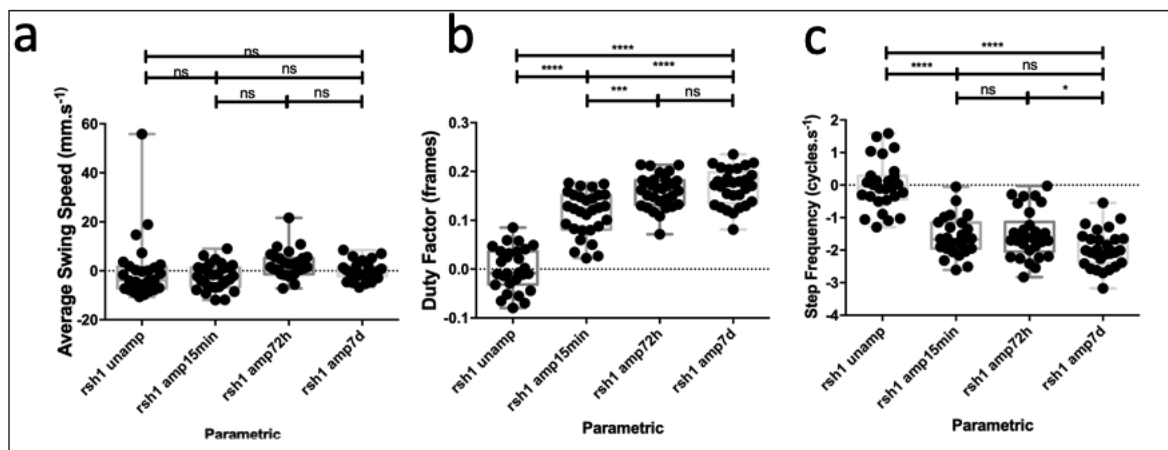 a
ns
ns ns
ns ns
Average Swing Speed (mm.s-1)
60
40
20
0
-20
rsh1 unamp
rsh1 amp15min
rsh1 amp72h
rsh1 amp7d
Parametric
b
****
**** ****
*** ns
Duty Factor (frames)
0.3
0.2
0.1
0.0
-0.1
rsh1 unamp
rsh1 amp15min
rsh1 amp72h
rsh1 amp7d
Parametric
c
****
**** ns
ns *
Step Frequency (cycles.s-1)
2
1
0
-1
-2
-3
-4
rsh1 unamp
rsh1 amp15min
rsh1 amp72h
rsh1 amp7d
Parametric